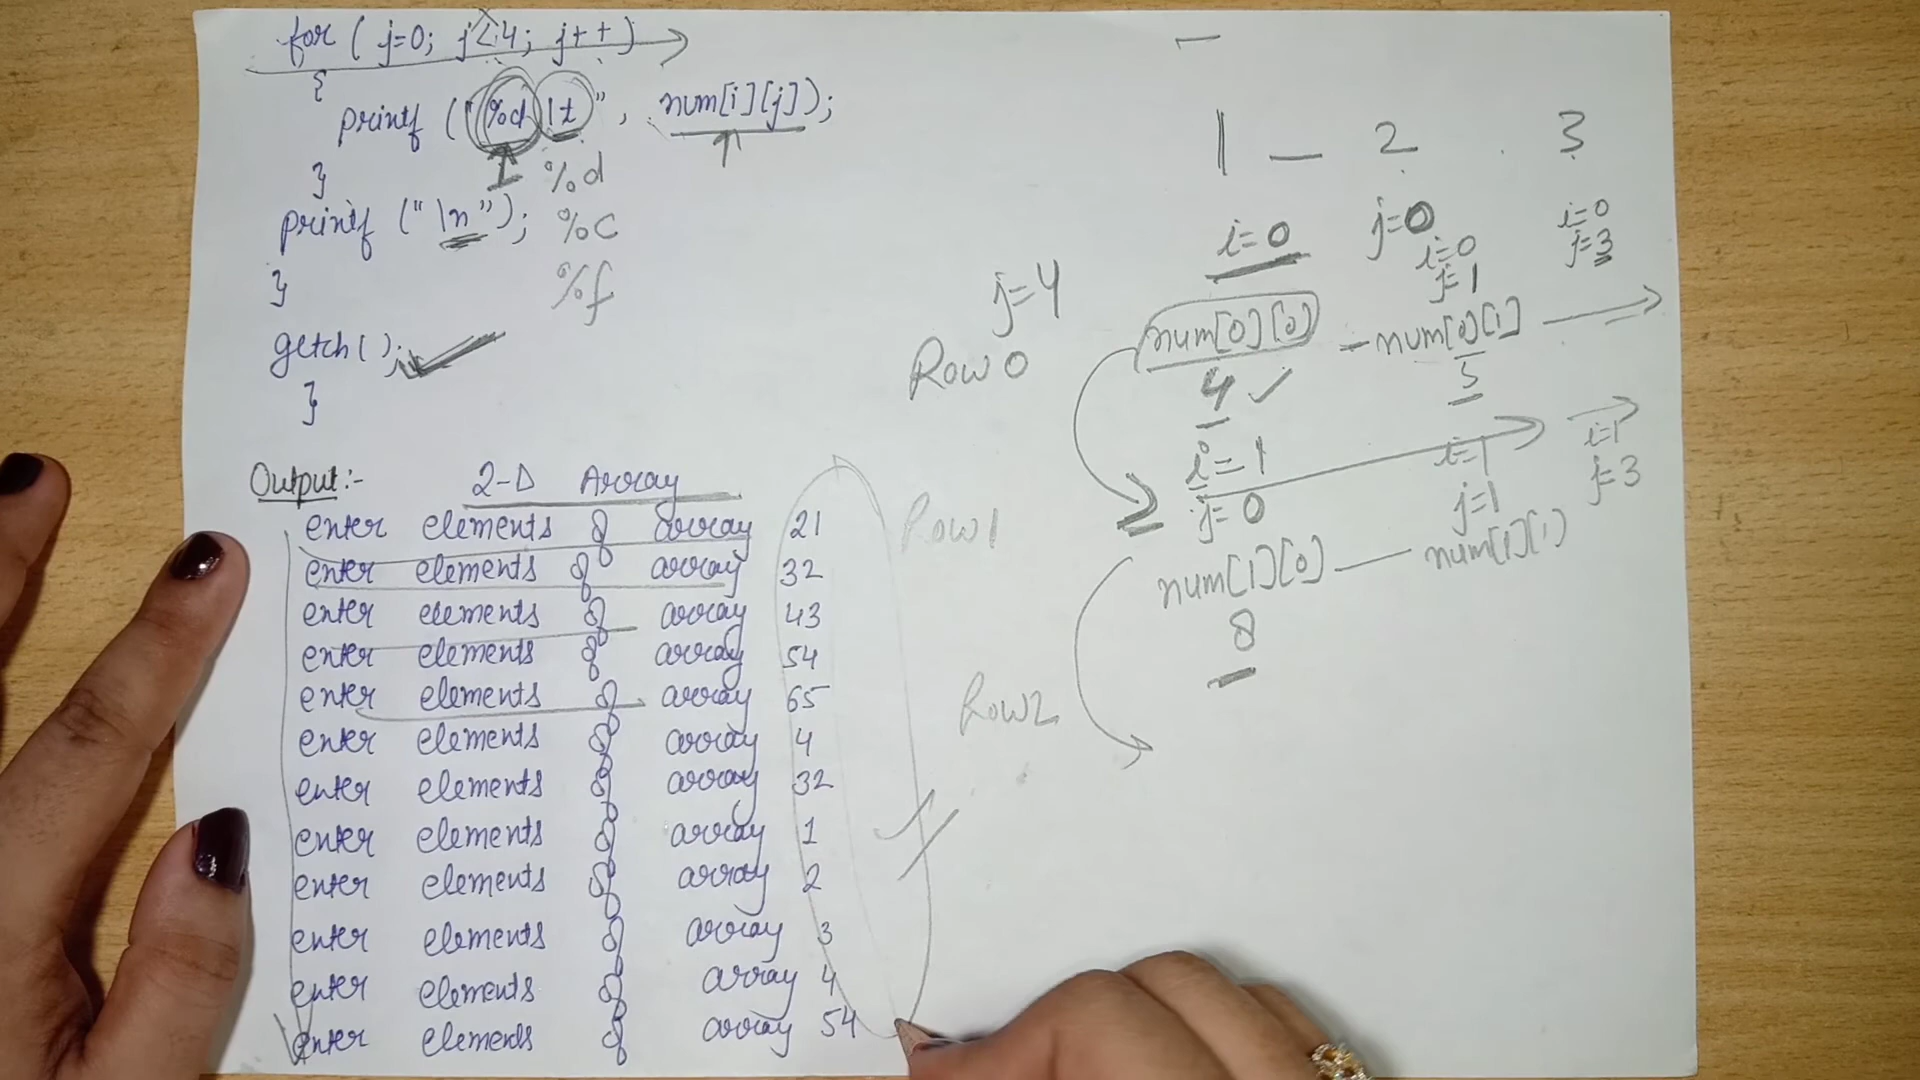 for ( j=0; j<4; j++ )
{
printf ("%d\t", num[i][j]);
}
%d
printf ("\n");
%c
}
%f
getch();
}
Output:-
2-D Array
enter elements of array 21
enter elements of array 32
enter elements of array 43
enter elements of array 54
enter elements of array 65
enter elements of array 4
enter elements of array 32
enter elements of array 1
enter elements of array 2
enter elements of array 3
enter elements of array 4
enter elements of array 54
1 2 3
i=0 j=0
i=0
j=1
i=0
j=3
j=4
Row 0
num[0][0] - num[0][1]
4 5
i=1
j=0
i=1
j=1
i=1
j=3
Row1
num[1][0] num[1][1]
8
Row2